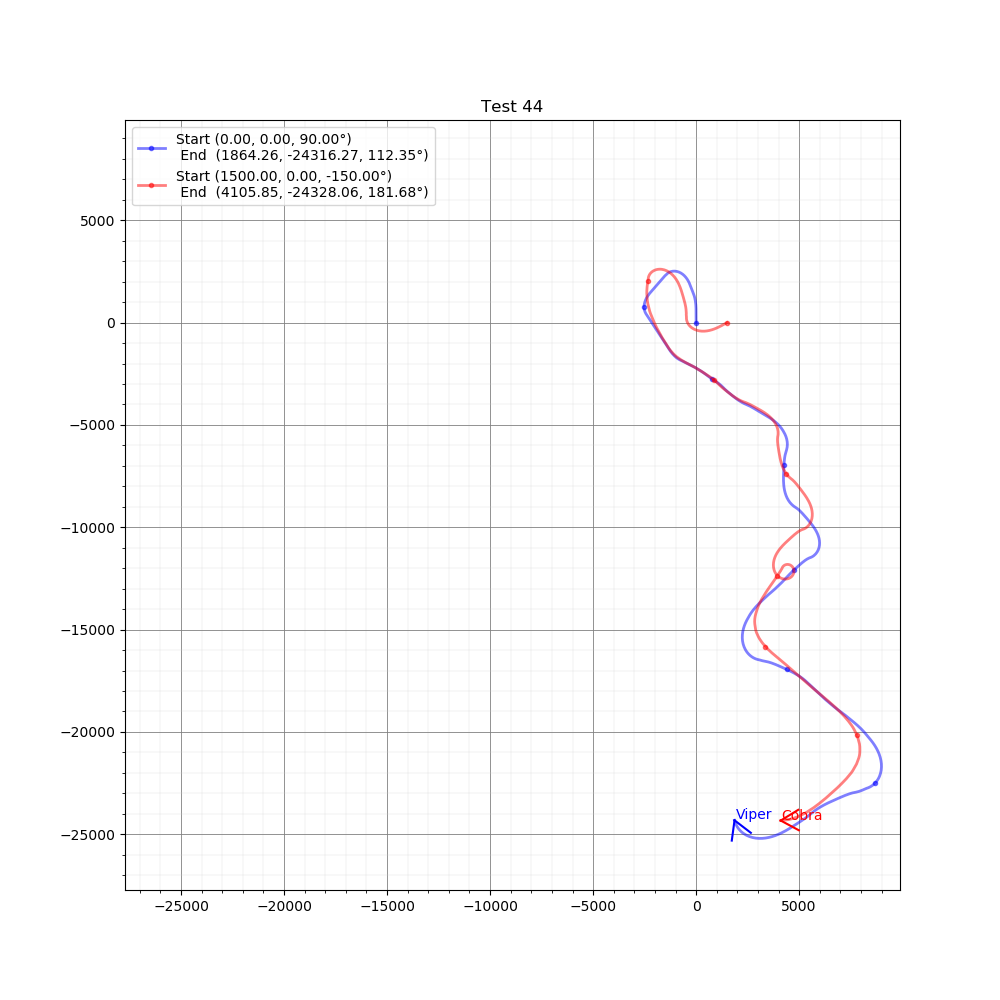 Test 44
Start (0.00, 0.00, 90.00°)
End  (1864.26, -24316.27, 112.35°)
Start (1500.00, 0.00, -150.00°)
End  (4105.85, -24328.06, 181.68°)
5000
0
−5000
−10000
−15000
−20000
−25000
Viper
Cobra
−25000
−20000
−15000
−10000
−5000
0
5000